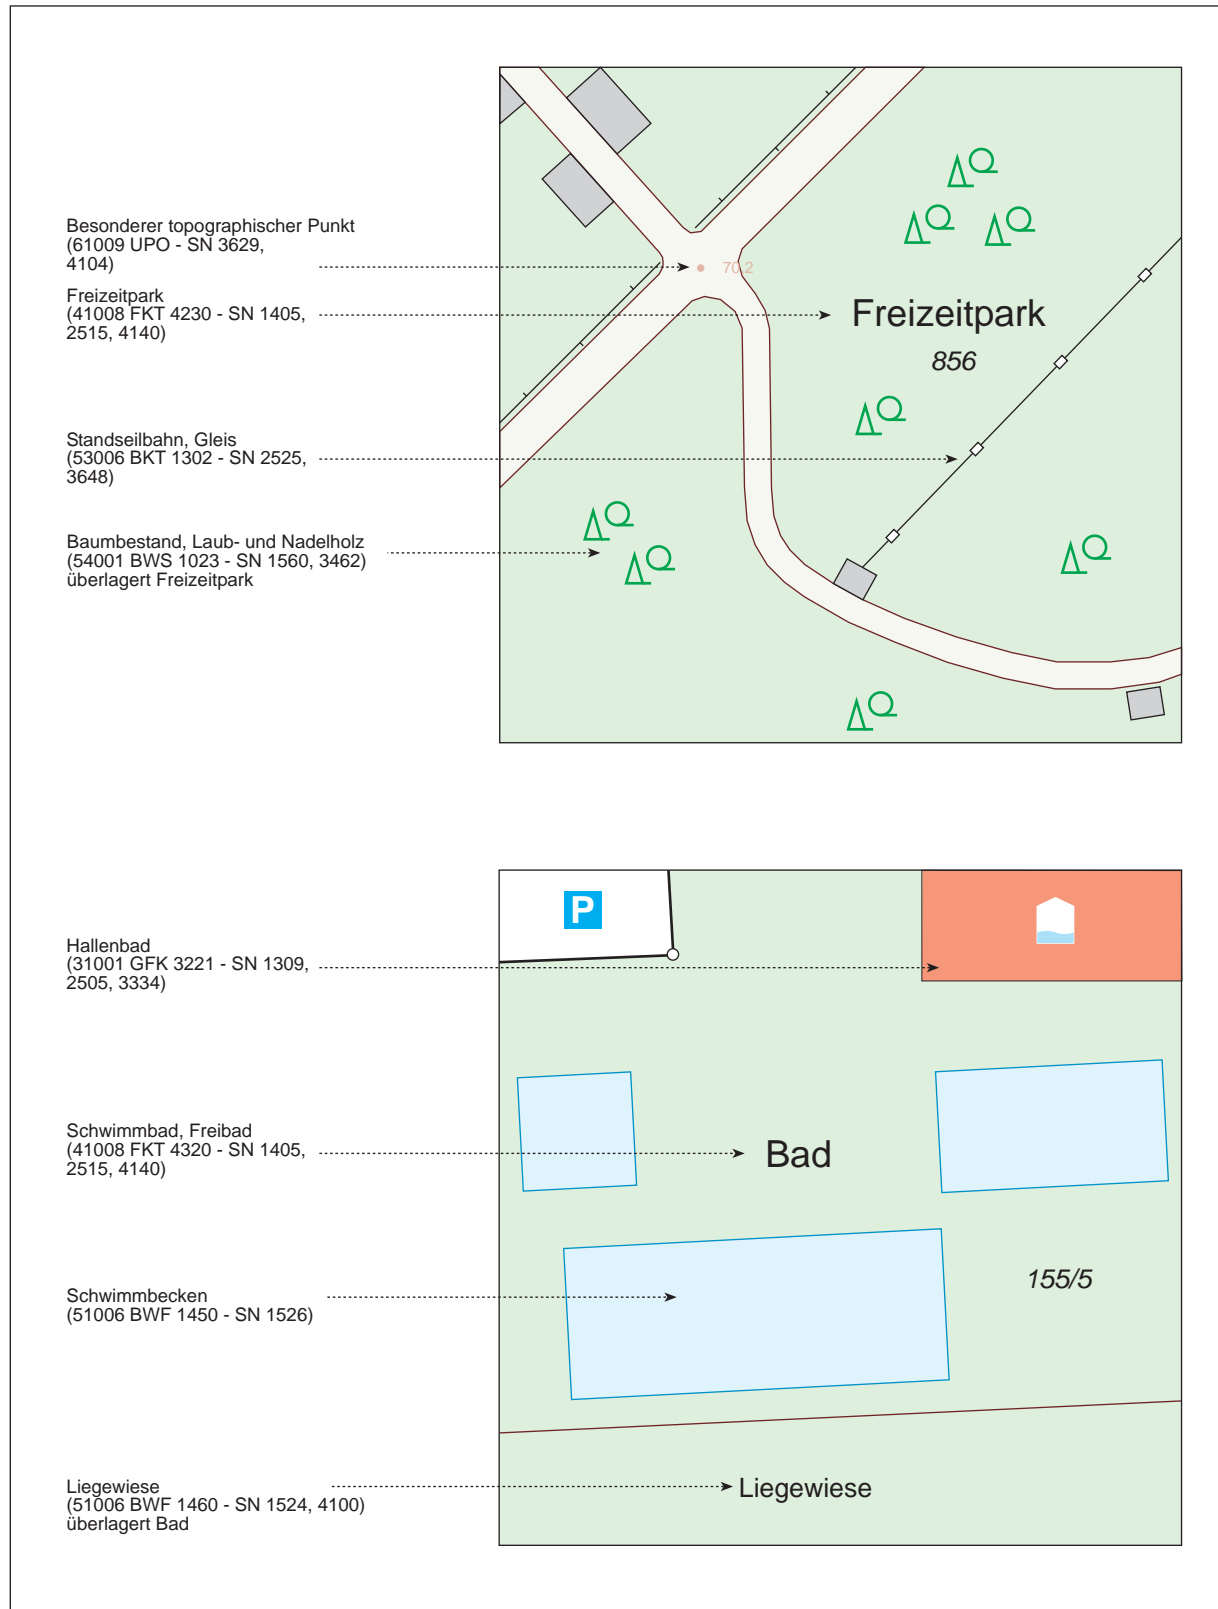 Besonderer topographischer Punkt
(61009 UPO - SN 3629,
4104)
70,2
Freizeitpark
(41008 FKT 4230 - SN 1405,
2515, 4140)
Freizeitpark
856
Standseilbahn, Gleis
(53006 BKT 1302 - SN 2525,
3648)
Baumbestand, Laub- und Nadelholz
(54001 BWS 1023 - SN 1560, 3462)
überlagert Freizeitpark
P
Hallenbad
(31001 GFK 3221 - SN 1309,
2505, 3334)
Schwimmbad, Freibad
(41008 FKT 4320 - SN 1405,
2515, 4140)
Bad
155/5
Schwimmbecken
(51006 BWF 1450 - SN 1526)
Liegewiese
(51006 BWF 1460 - SN 1524, 4100)
überlagert Bad
Liegewiese